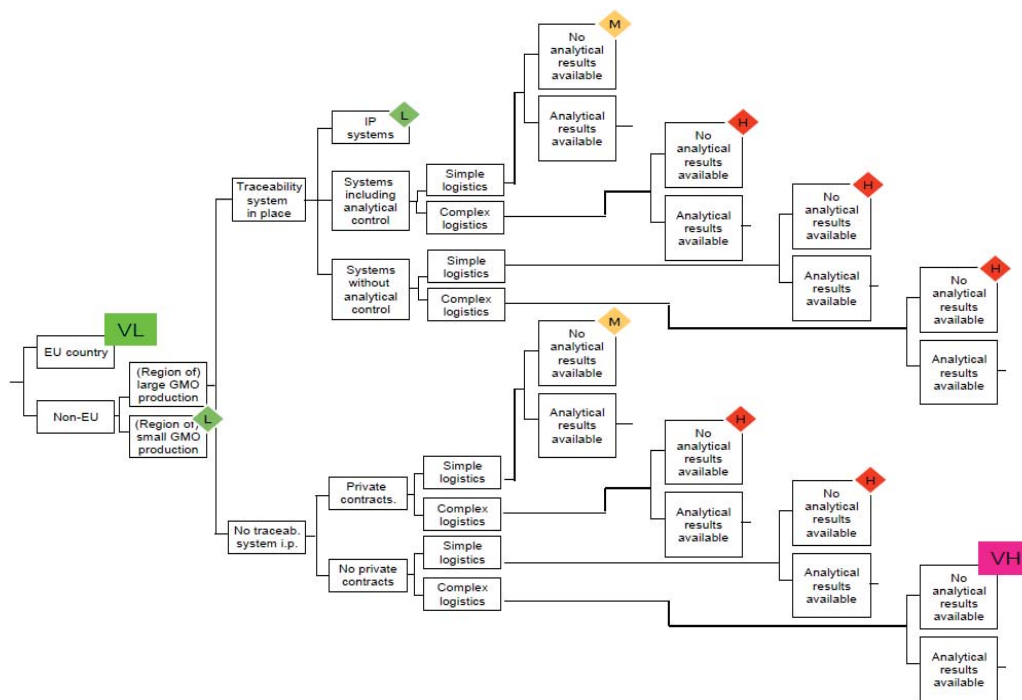 M
No
analytical
results
available
Analytical
results
available
IP
systems
L
Traceability
system
in place
Systems
including
analytical
control
Simple
logistics
Complex
logistics
H
No
analytical
results
available
Analytical
results
available
H
No
analytical
results
available
Analytical
results
available
Systems
without
analytical
control
Simple
logistics
Complex
logistics
H
No
analytical
results
available
Analytical
results
available
VL
EU country
Non-EU
(Region of)
large GMO
production
L
(Region of)
small GMO
production
M
No
analytical
results
available
Analytical
results
available
Private
contracts.
Simple
logistics
Complex
logistics
H
No
analytical
results
available
Analytical
results
available
No traceab.
system i.p.
No private
contracts
Simple
logistics
Complex
logistics
H
No
analytical
results
available
Analytical
results
available
VH
No
analytical
results
available
Analytical
results
available